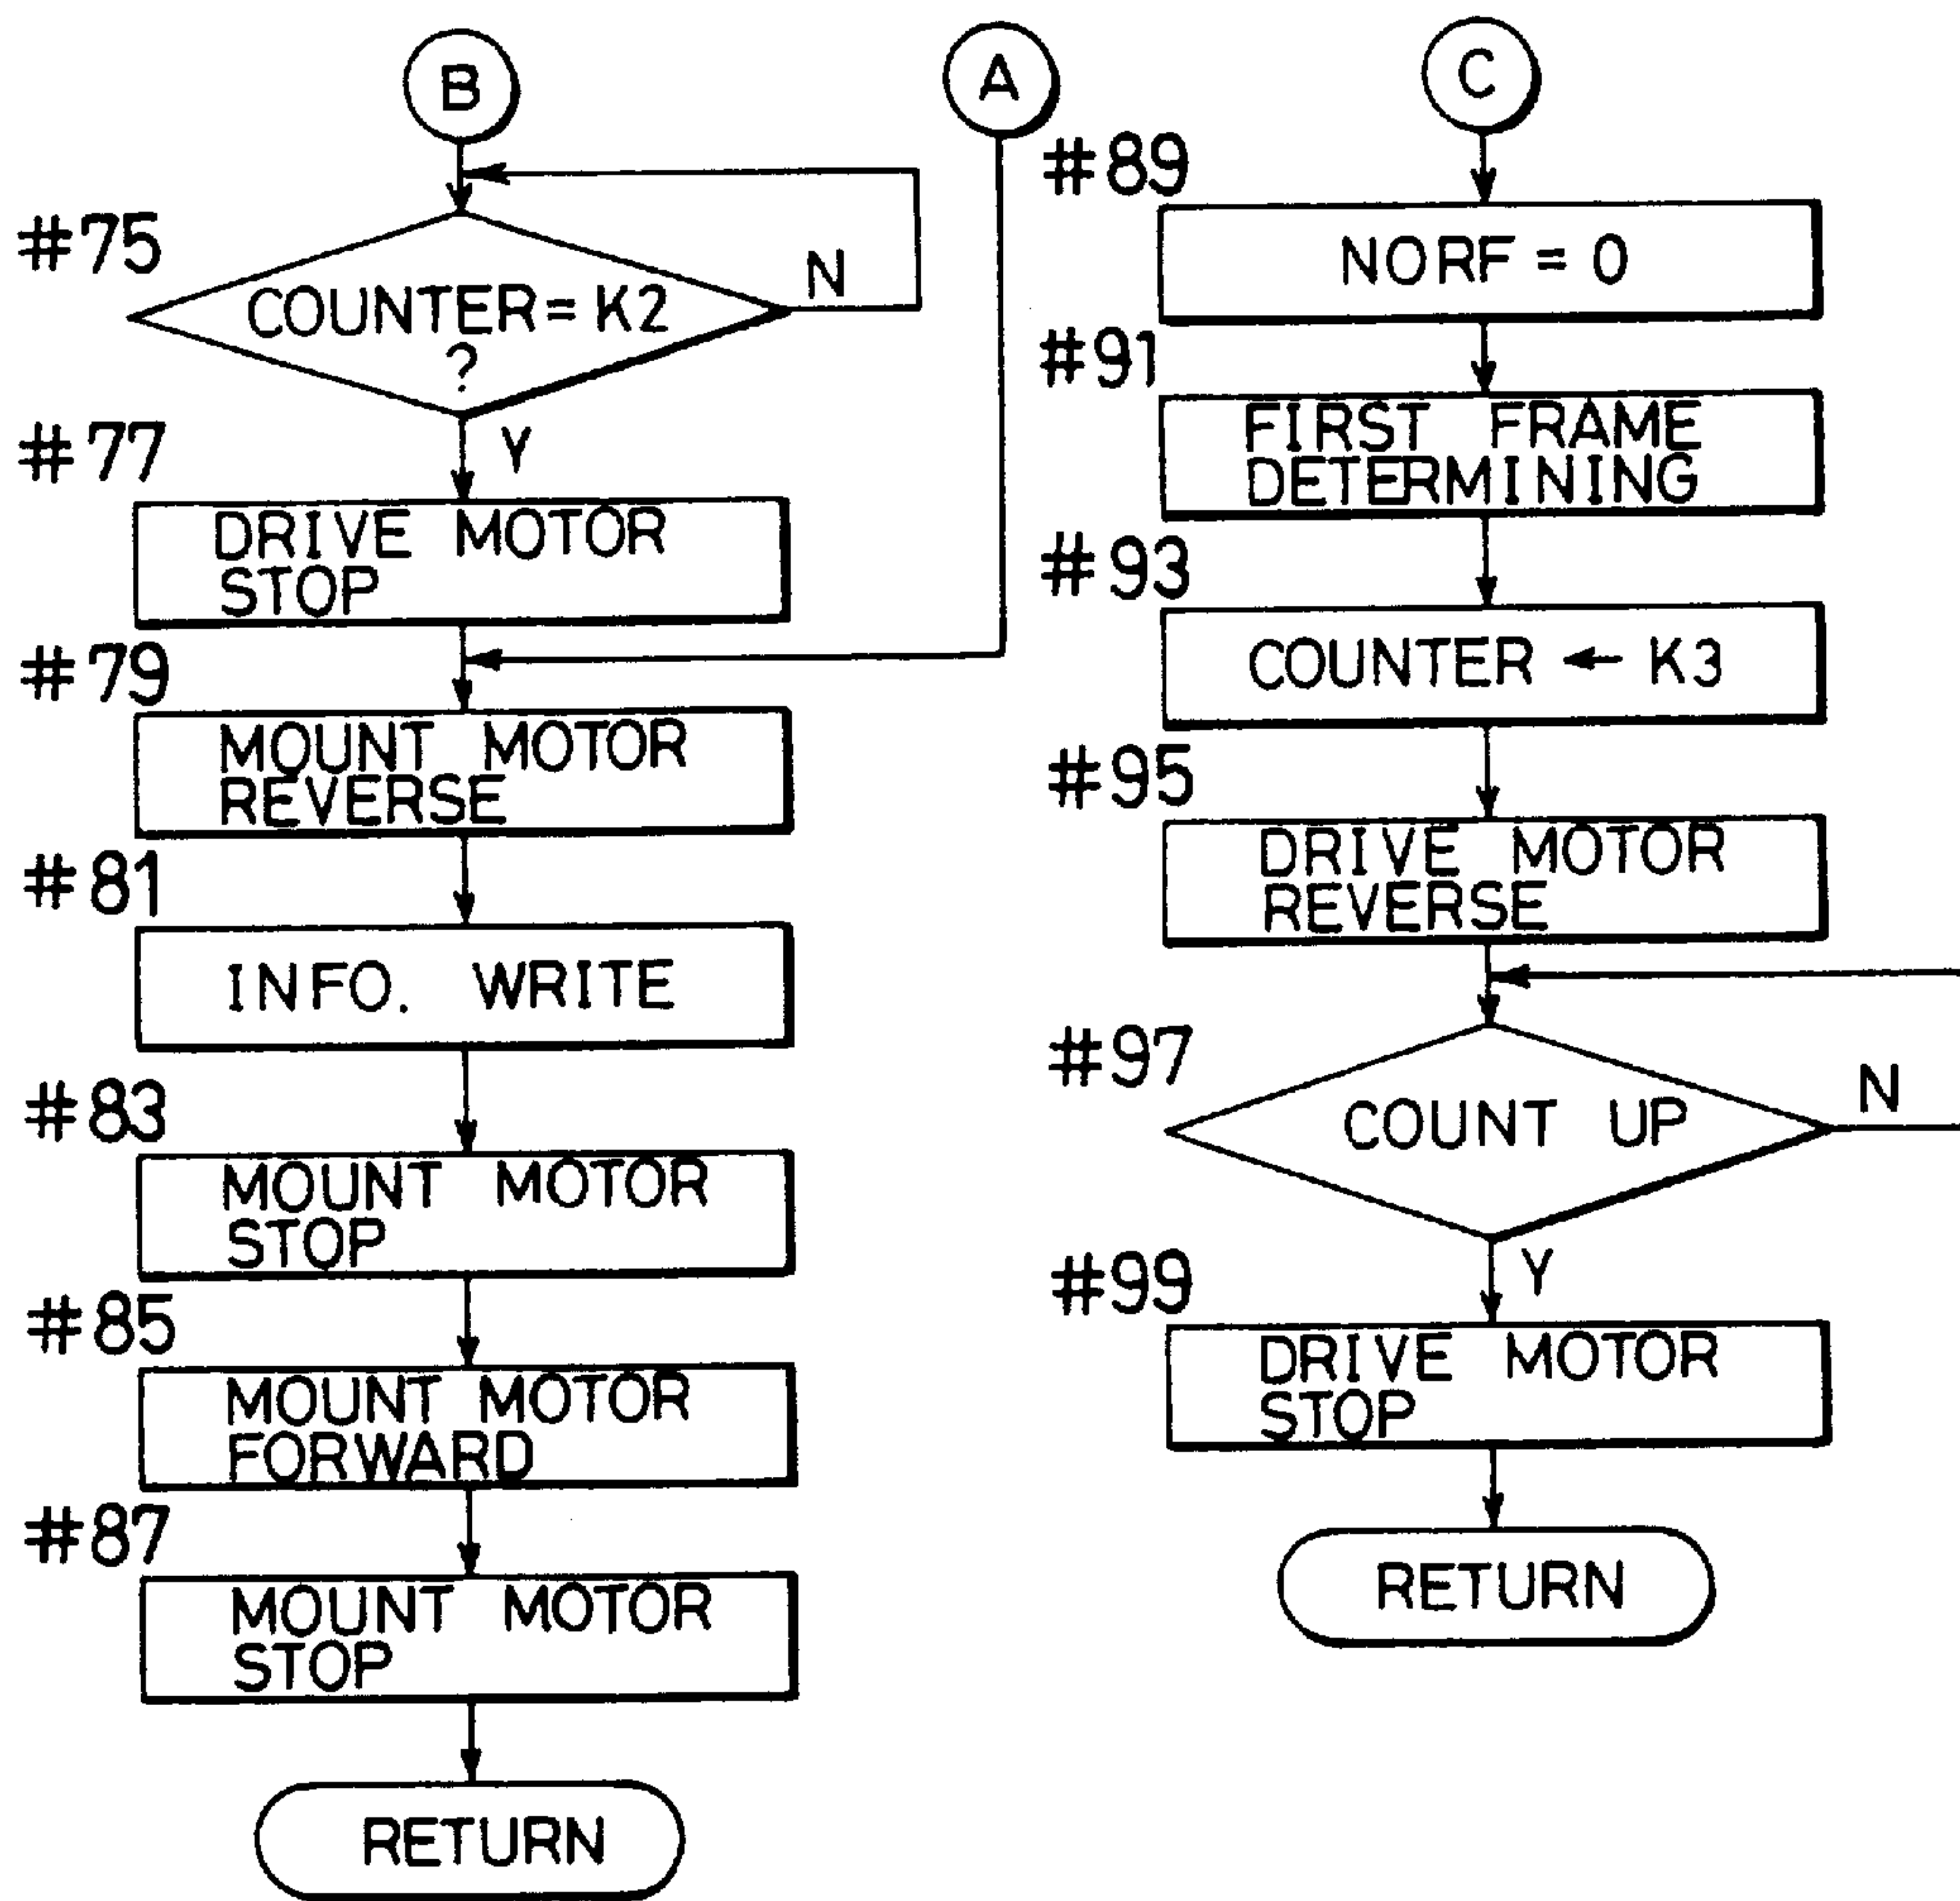 B
#75
COUNTER = K2
?
N
Y
#77
DRIVE MOTOR
STOP
#79
MOUNT MOTOR
REVERSE
#81
INFO. WRITE
#83
MOUNT MOTOR
STOP
#85
MOUNT MOTOR
FORWARD
#87
MOUNT MOTOR
STOP
RETURN
A
C
#89
NORF = 0
#91
FIRST FRAME
DETERMINING
#93
COUNTER ← K3
#95
DRIVE MOTOR
REVERSE
#97
COUNT UP
N
Y
#99
DRIVE MOTOR
STOP
RETURN